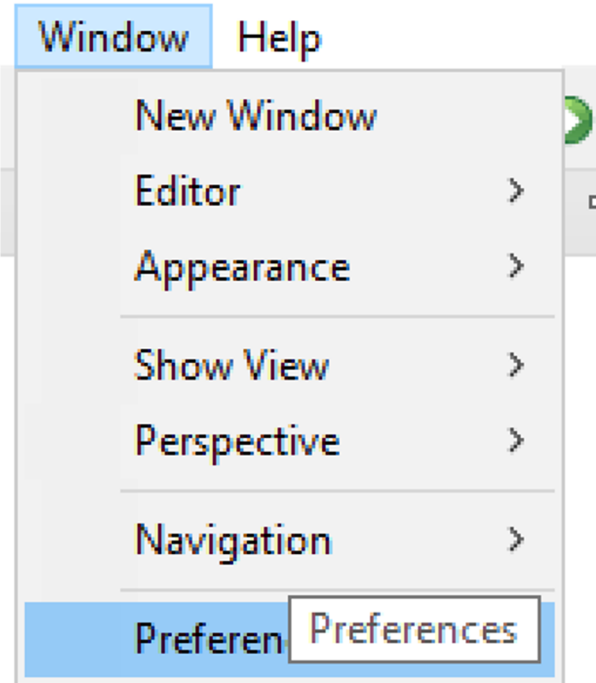 Window Help
New Window
Editor
Appearance
Show View
Perspective
Navigation
Preferen Preferences